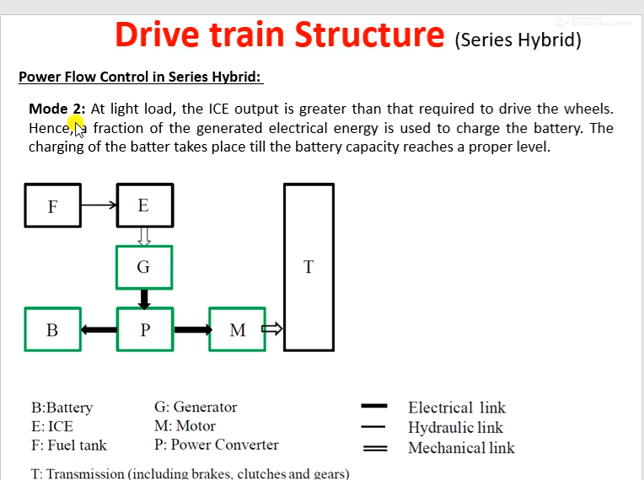 Drive train Structure (Series Hybrid)
Power Flow Control in Series Hybrid:
Mode 2: At light load, the ICE output is greater than that required to drive the wheels.
Hence, a fraction of the generated electrical energy is used to charge the battery. The
charging of the batter takes place till the battery capacity reaches a proper level.
F E
G T
B P M
B:Battery G: Generator Electrical link
E: ICE M: Motor Hydraulic link
F: Fuel tank P: Power Converter Mechanical link
T: Transmission (including brakes, clutches and gears)